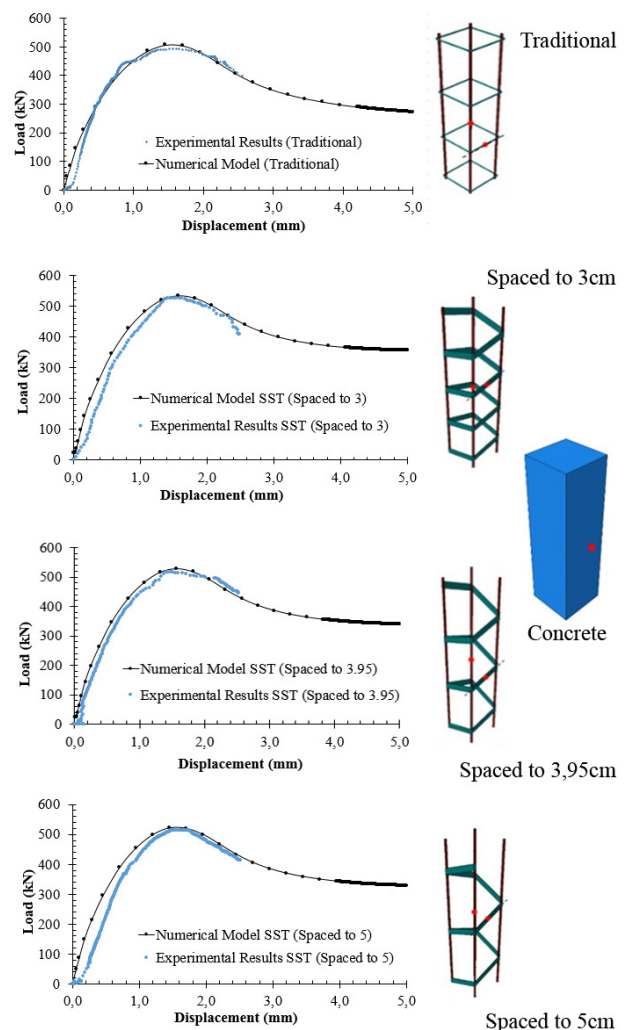 Traditional
600
500
400
300
200
100
0
Load (kN)
Experimental Results (Traditional)
Numerical Model (Traditional)
0,0 1,0 2,0 3,0 4,0 5,0
Displacement (mm)
Spaced to 3cm
600
500
400
300
200
100
0
Load (kN)
Numerical Model SST (Spaced to 3)
Experimental Results SST (Spaced to 3)
0,0 1,0 2,0 3,0 4,0 5,0
Displacement (mm)
600
500
400
300
200
100
0
Load (kN)
Numerical Model SST (Spaced to 3.95)
Experimental Results SST (Spaced to 3.95)
0,0 1,0 2,0 3,0 4,0 5,0
Displacement (mm)
Concrete
Spaced to 3,95cm
600
500
400
300
200
100
0
Load (kN)
Numerical Model SST (Spaced to 5)
Experimental Results SST (Spaced to 5)
0,0 1,0 2,0 3,0 4,0 5,0
Displacement (mm)
Spaced to 5cm